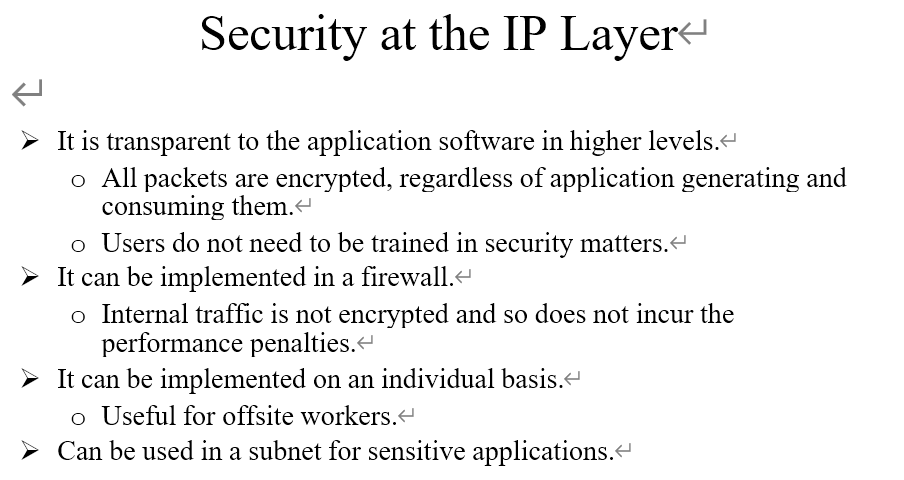 Security at the IP Layer↵
↵
➢ It is transparent to the application software in higher levels.↵
o All packets are encrypted, regardless of application generating and
consuming them.↵
o Users do not need to be trained in security matters.↵
➢ It can be implemented in a firewall.↵
o Internal traffic is not encrypted and so does not incur the
performance penalties.↵
➢ It can be implemented on an individual basis.↵
o Useful for offsite workers.↵
➢ Can be used in a subnet for sensitive applications.↵